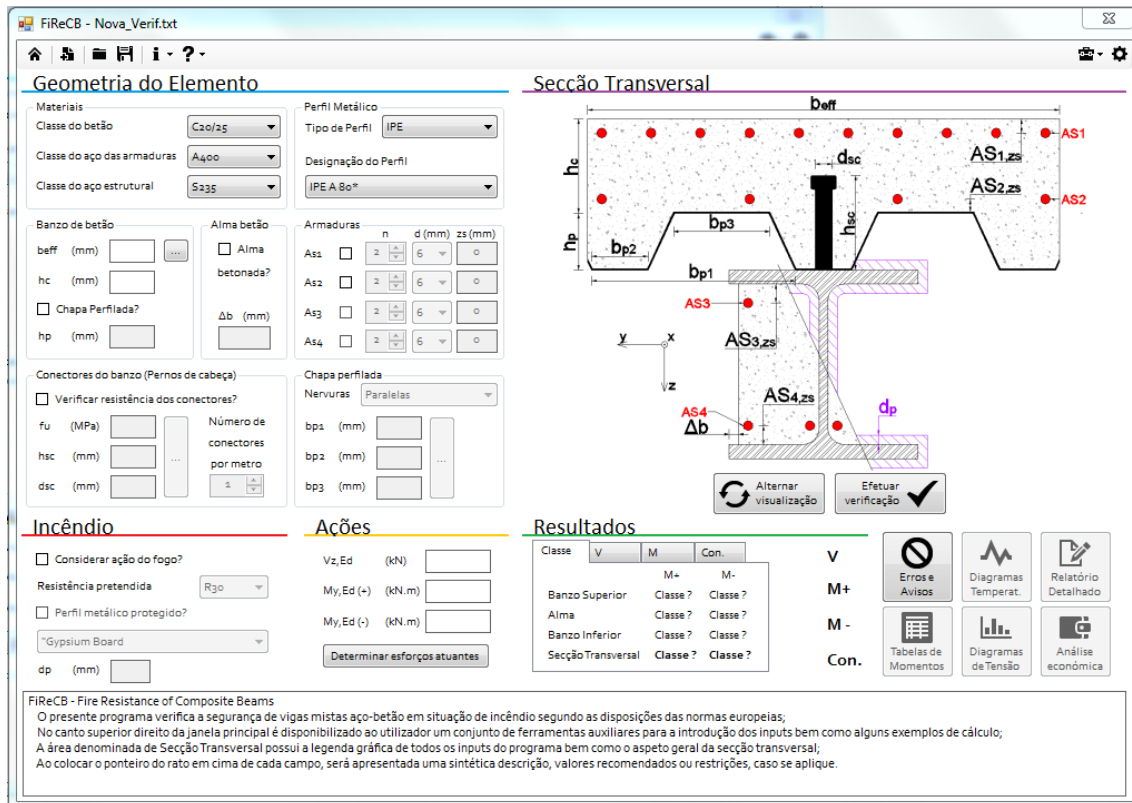 FiReCB - Nova_Verif.txt
Geometria do Elemento
Materiais
Classe do betão C20/25
Classe do aço das armaduras A400
Classe do aço estrutural S235
Perfil Metálico
Tipo de Perfil IPE
Designação do Perfil
IPE A 80*
Banzo de betão
beff (mm) ...
hc (mm)
Chapa Perfilada?
hp (mm)
Alma betão
Alma
betonada?
Δb (mm)
Armaduras
n d (mm) zs (mm)
As1 2 6 0
As2 2 6 0
As3 2 6 0
As4 2 6 0
Conectores do banzo (Pernos de cabeça)
Verificar resistência dos conectores?
fu (MPa)
hsc (mm)
dsc (mm)
...
Número de
conectores
por metro
1
Chapa perfilada
Nervuras Paralelas
bp1 (mm)
bp2 (mm)
bp3 (mm)
...
Secção Transversal
beff
AS1
hc
dsc
AS1,zs
AS2,zs
AS2
hp
bp3
hsc
bp2
bp1
AS3
AS3,zs
y
x
z
AS4,zs
AS4
Δb
dp
Alternar
visualização
Efetuar
verificação
Incêndio
Considerar ação do fogo?
Resistência pretendida R30
Perfil metálico protegido?
"Gypsium Board
dp (mm)
Ações
Vz,Ed (kN)
My,Ed (+) (kN.m)
My,Ed (-) (kN.m)
Determinar esforços atuantes
Resultados
Classe V M Con.
M+ M-
Banzo Superior Classe ? Classe ?
Alma Classe ? Classe ?
Banzo Inferior Classe ? Classe ?
Secção Transversal Classe ? Classe ?
V
M+
M -
Con.
Erros e
Avisos
Diagramas
Temperat.
Relatório
Detalhado
Tabelas de
Momentos
Diagramas
de Tensão
Análise
económica
FiReCB - Fire Resistance of Composite Beams
O presente programa verifica a segurança de vigas mistas aço-betão em situação de incêndio segundo as disposições das normas europeias;
No canto superior direito da janela principal é disponibilizado ao utilizador um conjunto de ferramentas auxiliares para a introdução dos inputs bem como alguns exemplos de cálculo;
A área denominada de Secção Transversal possui a legenda gráfica de todos os inputs do programa bem como o aspeto geral da secção transversal;
Ao colocar o ponteiro do rato em cima de cada campo, será apresentada uma sintética descrição, valores recomendados ou restrições, caso se aplique.